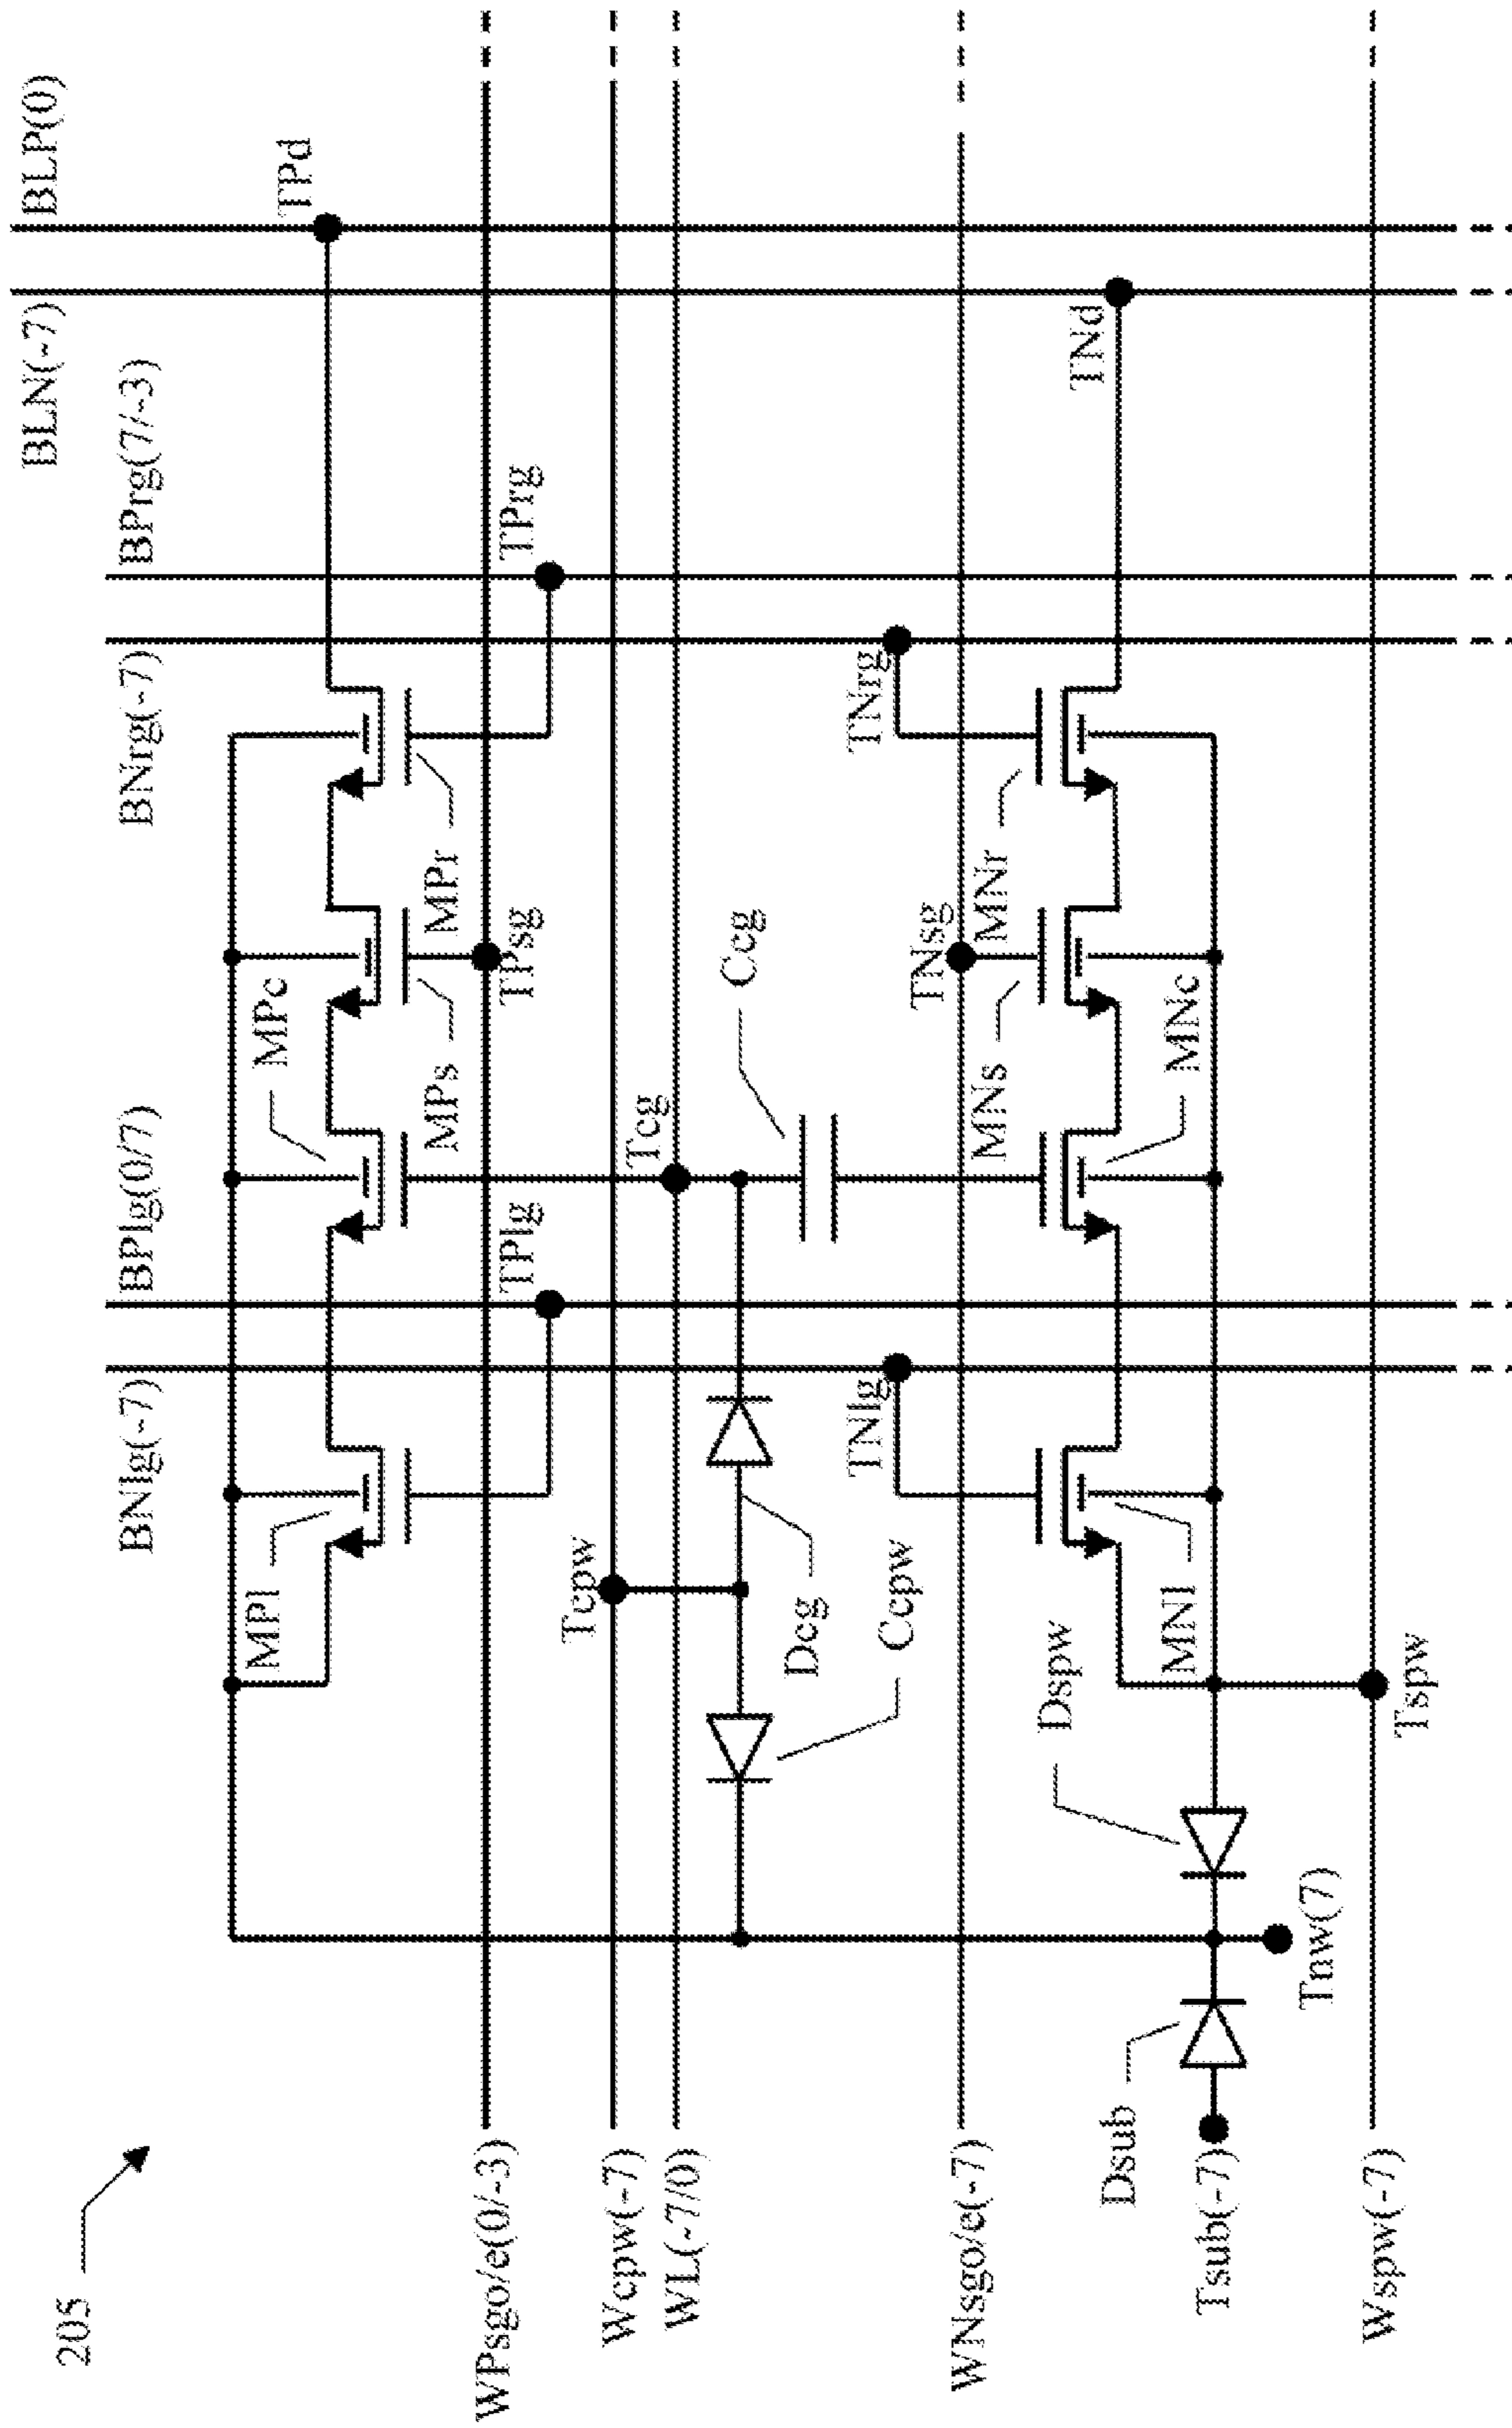 205
BLP(0)
BLN(-7)
BPrg(7/-3)
BNrg(-7)
BPlg(0/7)
BNlg(-7)
TPd
MPc
MPl
MPr
MPs
TPrg
TPsg
TPlg
WPsgo/e(0/-3)
Tcpw
Wcpw(-7)
Tcg
WL(-7/0)
Ccg
Dcg
Ccpw
TNrg
TNlg
TNsg
WNsgo/e(-7)
MNr
MNs
TNd
Dspw
Dsub
MNc
MNl
Tsub(-7)
Tnw(7)
Tspw
Wspw(-7)